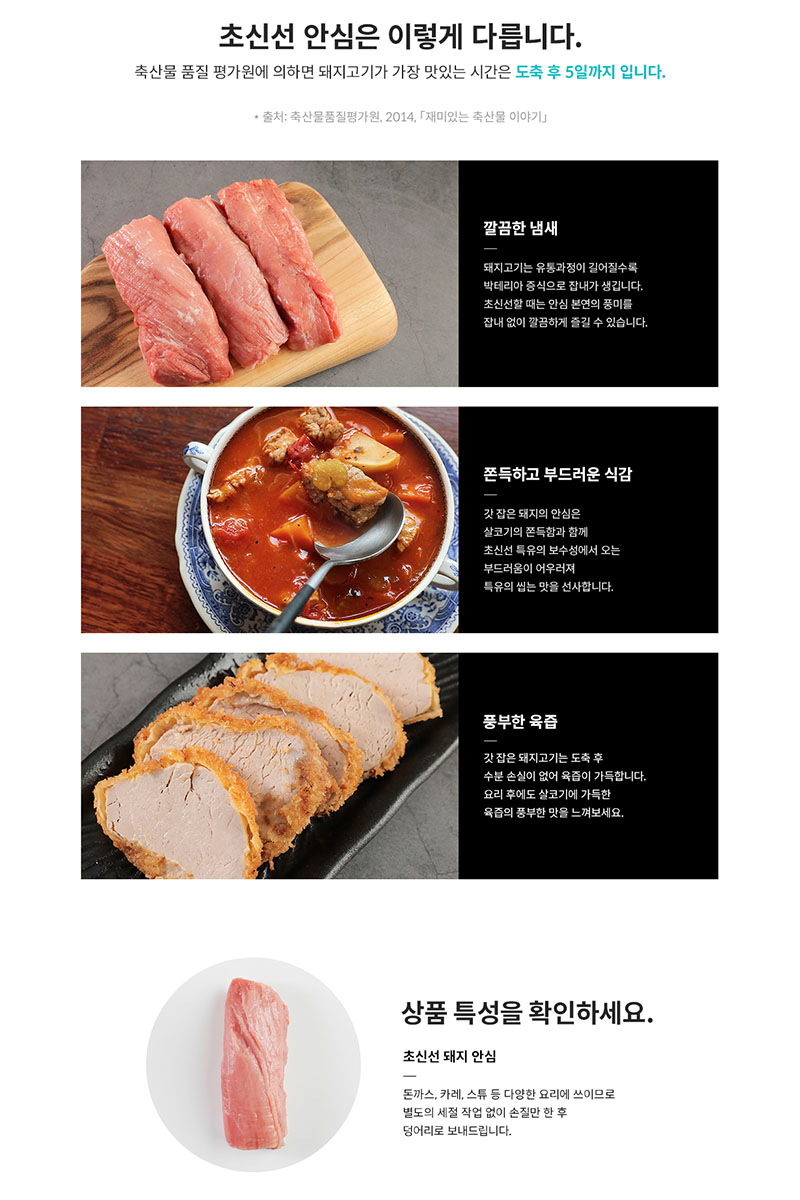 초신선 안심은 이렇게 다릅니다.
축산물 품질 평가원에 의하면 돼지고기가 가장 맛있는 시간은 도축 후 5일까지 입니다.
* 출처: 축산물품질평가원, 2014, 「재미있는 축산물 이야기」
깔끔한 냄새
돼지고기는 유통과정이 길어질수록
박테리아 증식으로 잡내가 생깁니다.
초신선할 때는 안심 본연의 풍미를
잡내 없이 깔끔하게 즐길 수 있습니다.
쫀득하고 부드러운 식감
갓 잡은 돼지의 안심은
살코기의 쫀득함과 함께
초신선 특유의 보수성에서 오는
부드러움이 어우러져
특유의 씹는 맛을 선사합니다.
풍부한 육즙
갓 잡은 돼지고기는 도축 후
수분 손실이 없어 육즙이 가득합니다.
요리 후에도 살코기에 가득한
육즙의 풍부한 맛을 느껴보세요.
상품 특성을 확인하세요.
초신선 돼지 안심
돈까스, 카레, 스튜 등 다양한 요리에 쓰이므로
별도의 세절 작업 없이 손질만 한 후
덩어리로 보내드립니다.